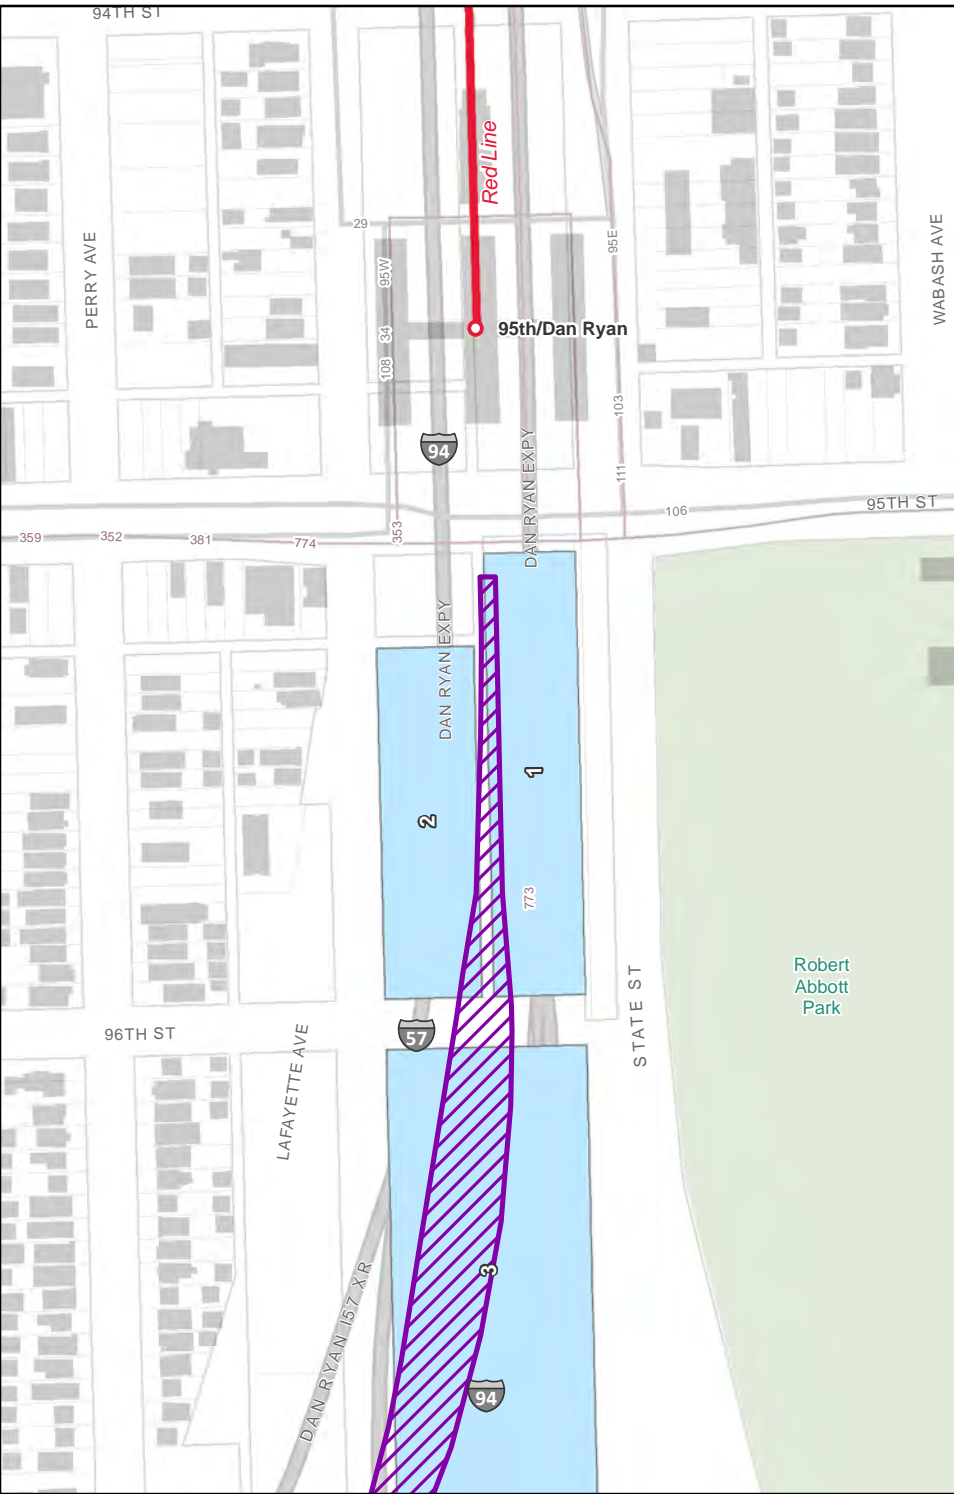 94TH ST
Red Line
29
95E
PERRY AVE
WABASH AVE
95W
34
108
95th/Dan Ryan
103
94
DAN RYAN EXPY
111
95TH ST
106
359
352
381
774
353
DAN RYAN EXPY
1
2
773
Robert
Abbott
Park
STATE ST
96TH ST
57
LAFAYETTE AVE
3
DAN RYAN I57 XR
94